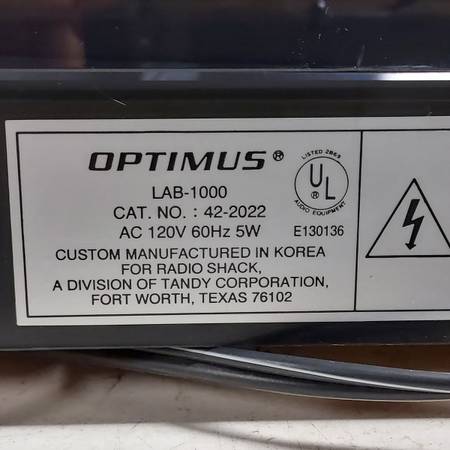 OPTIMUS®
LAB-1000
CAT. NO. : 42-2022
AC 120V 60Hz 5W
CUSTOM MANUFACTURED IN KOREA
FOR RADIO SHACK,
A DIVISION OF TANDY CORPORATION,
FORT WORTH, TEXAS 76102
LISTED 2869
UL®
AUDIO EQUIPMENT
E130136